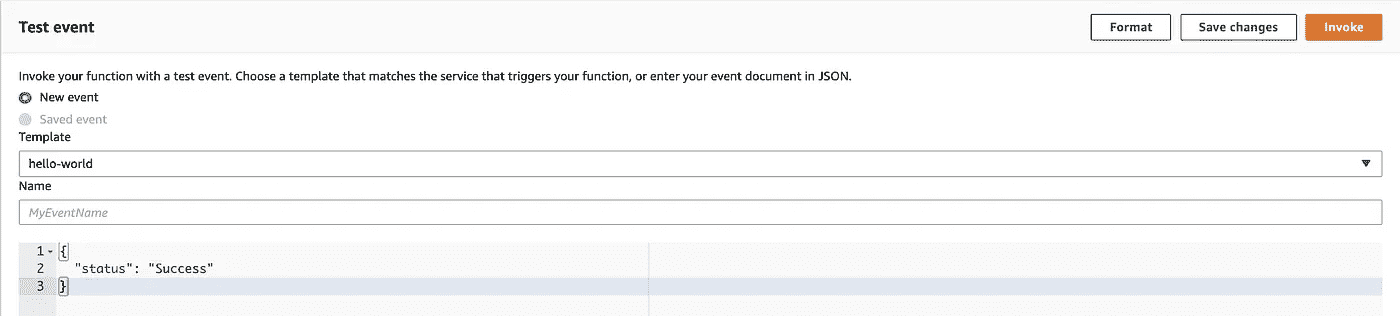 Test event
Format
Save changes
Invoke
Invoke your function with a test event. Choose a template that matches the service that triggers your function, or enter your event document in JSON.
New event
Saved event
Template
hello-world
Name
MyEventName
1 {
2 "status": "Success"
3 }